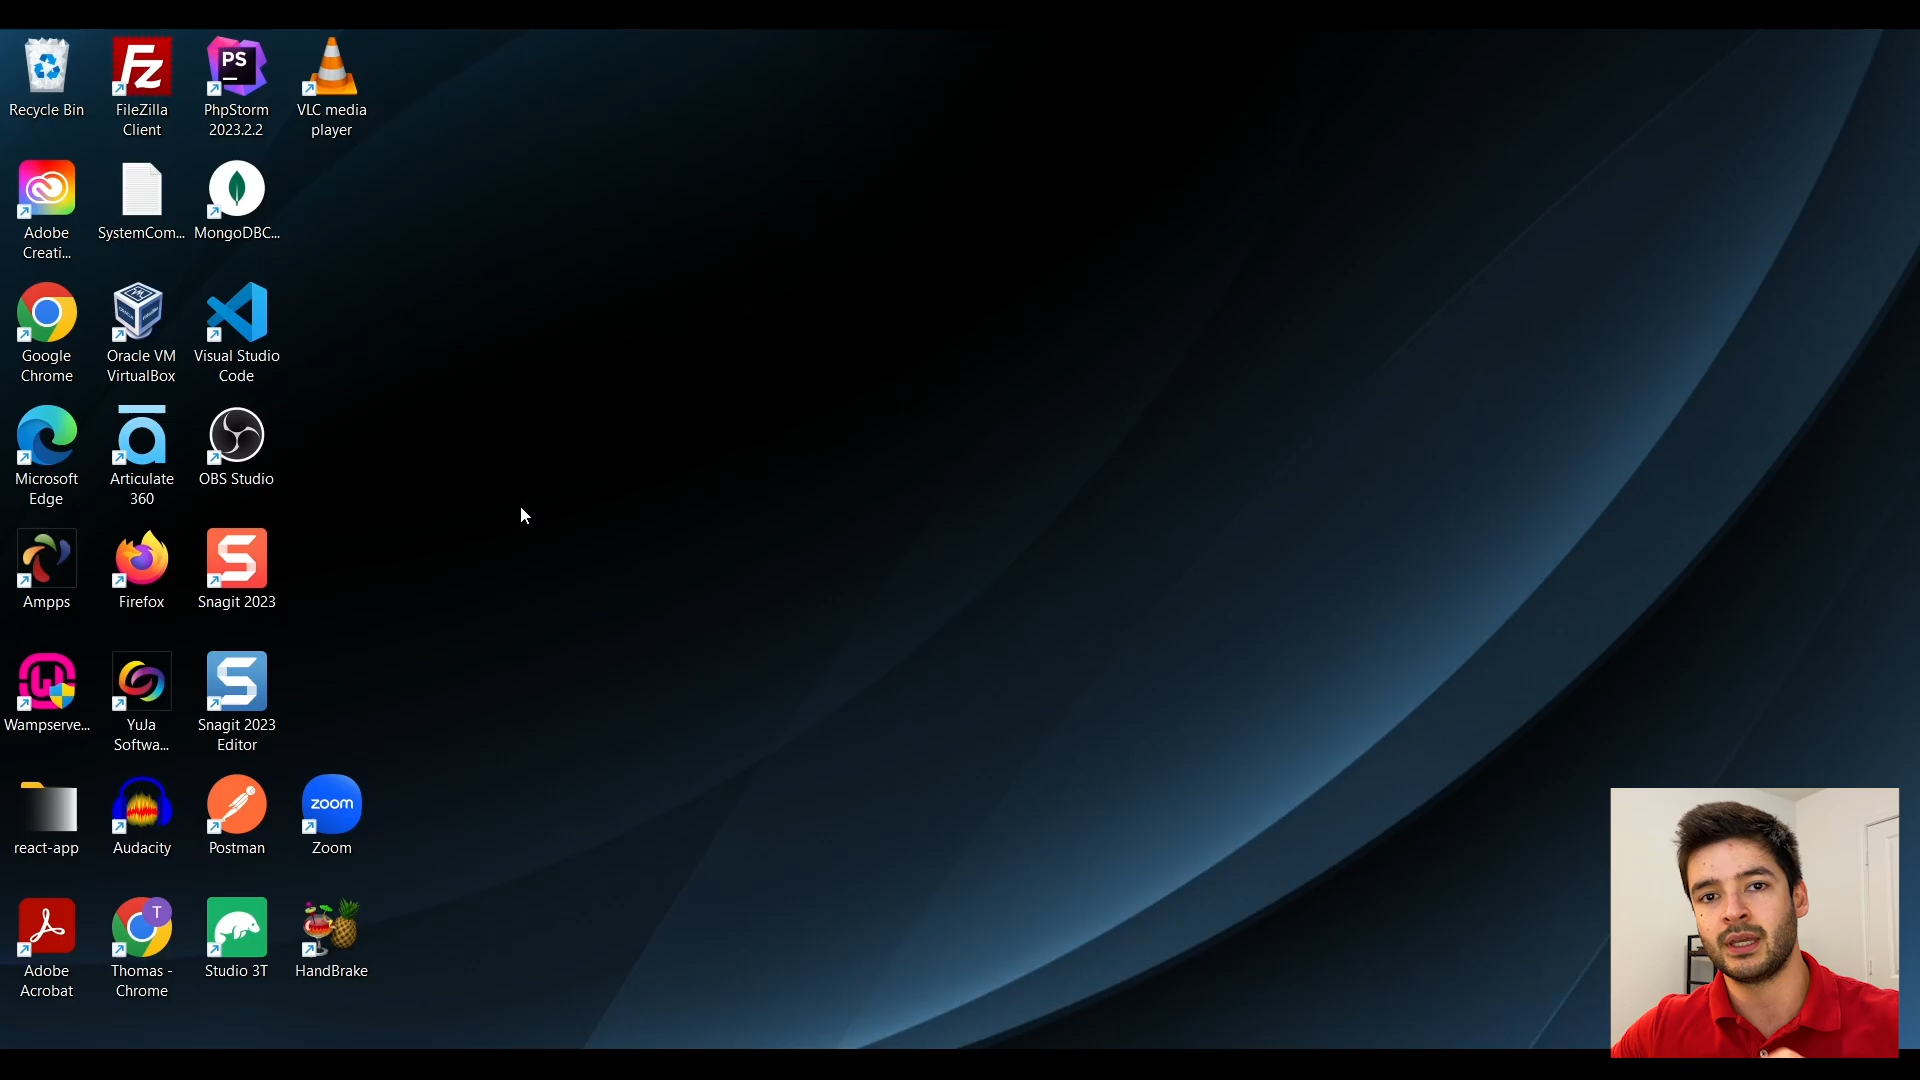 Recycle Bin
FileZilla
Client
PS
PhpStorm
2023.2.2
VLC media
player
Adobe
Creati...
SystemCom...
MongoDBC...
Google
Chrome
Oracle VM
VirtualBox
Visual Studio
Code
Microsoft
Edge
Articulate
360
OBS Studio
Ampps
Firefox
Snagit 2023
Wampserve...
YuJa
Softwa...
Snagit 2023
Editor
react-app
Audacity
Postman
zoom
Zoom
Adobe
Acrobat
T
Thomas -
Chrome
Studio 3T
HandBrake